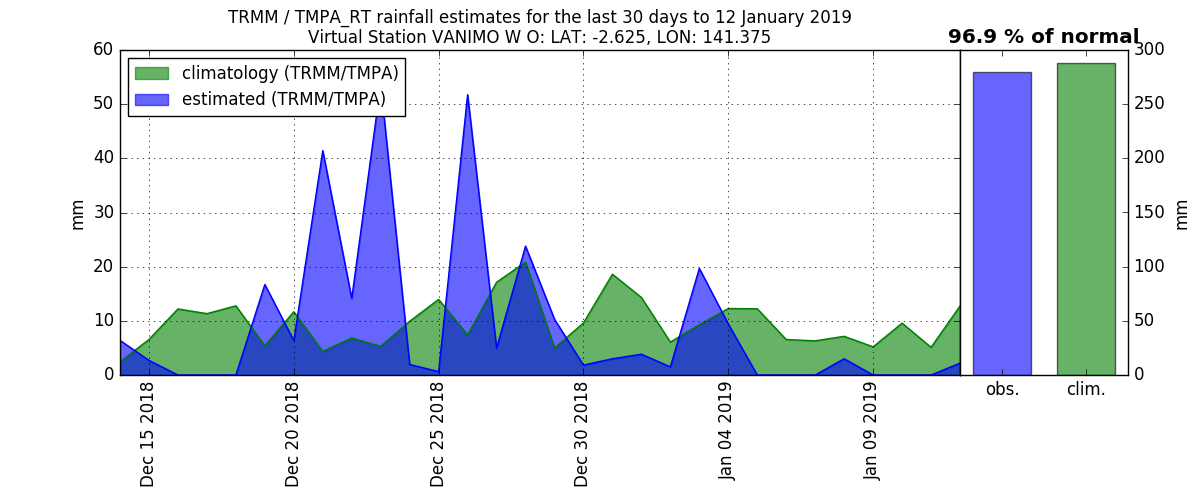 TRMM / TMPA_RT rainfall estimates for the last 30 days to 12 January 2019
Virtual Station VANIMO W O: LAT: -2.625, LON: 141.375
96.9 % of normal
climatology (TRMM/TMPA)
estimated (TRMM/TMPA)
60
50
40
30
20
10
0
mm
Dec 15 2018
Dec 20 2018
Dec 25 2018
Dec 30 2018
Jan 04 2019
Jan 09 2019
300
250
200
150
100
50
0
mm
obs.
clim.